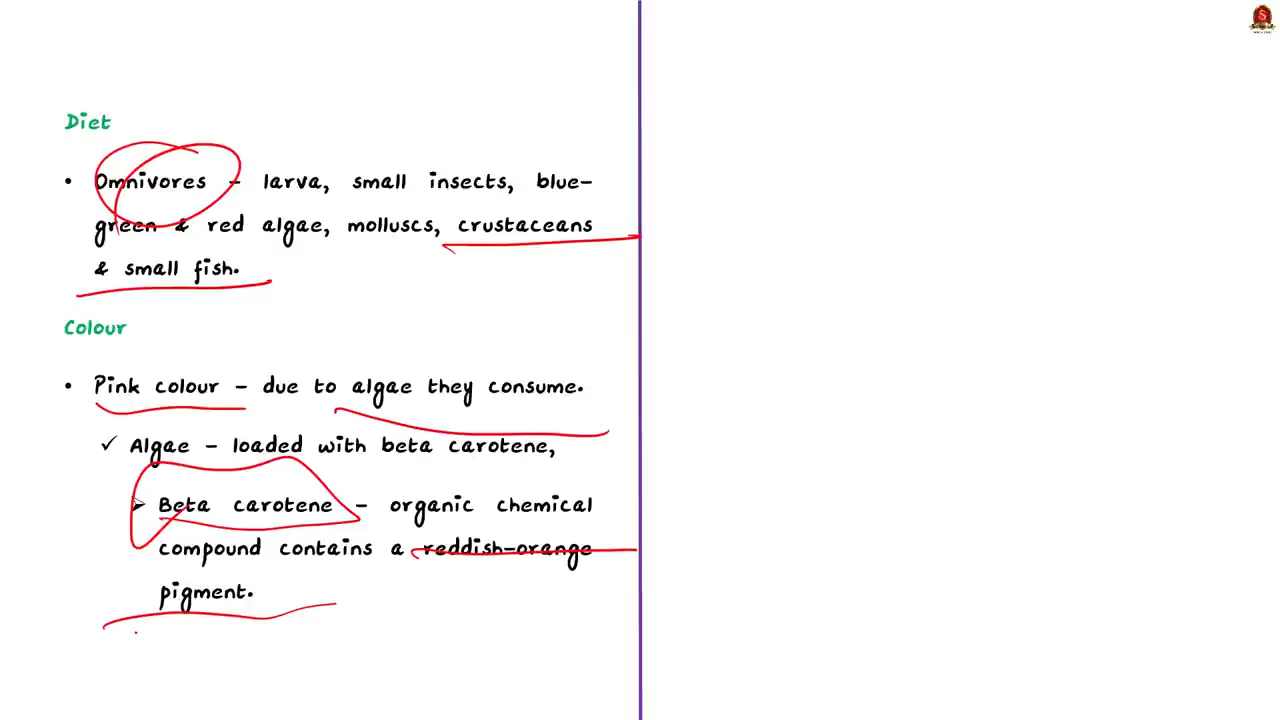 Diet
• Omnivores – larva, small insects, blue-
green & red algae, molluscs, crustaceans
& small fish.
Colour
• Pink colour – due to algae they consume.
✓ Algae – loaded with beta carotene,
➢ Beta carotene – organic chemical
compound contains a reddish-orange
pigment.